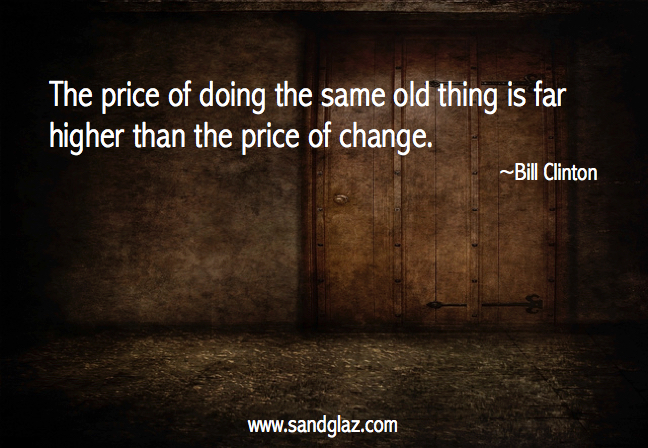 The price of doing the same old thing is far
higher than the price of change.
~Bill Clinton
www.sandglaz.com